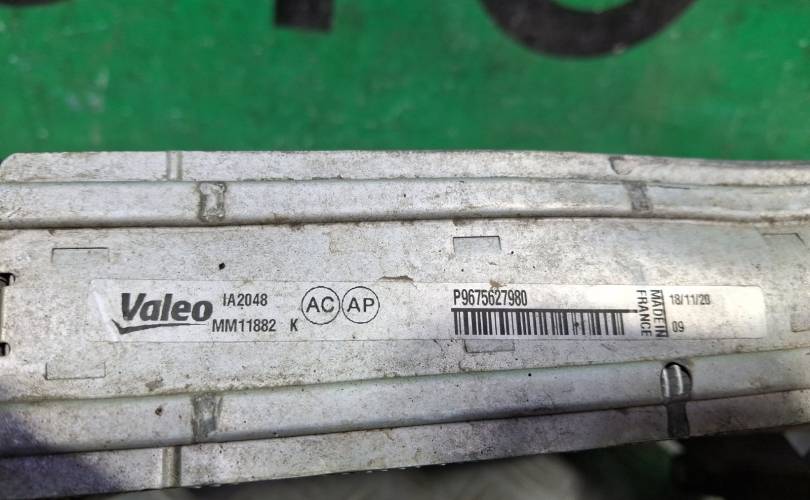 Valeo
IA2048
MM11882 K
AC AP
P9675627980
MADE IN
FRANCE
18/11/20
09